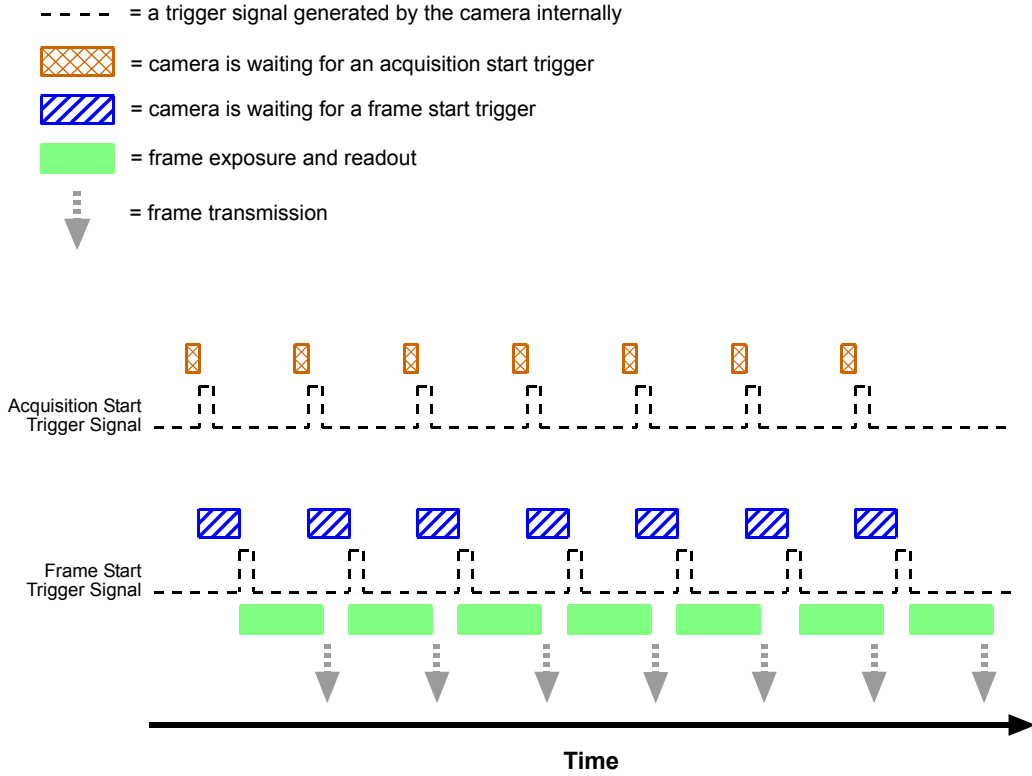 = a trigger signal generated by the camera internally
= camera is waiting for an acquisition start trigger
= camera is waiting for a frame start trigger
= frame exposure and readout
= frame transmission
Acquisition Start
Trigger Signal
Frame Start
Trigger Signal
Time